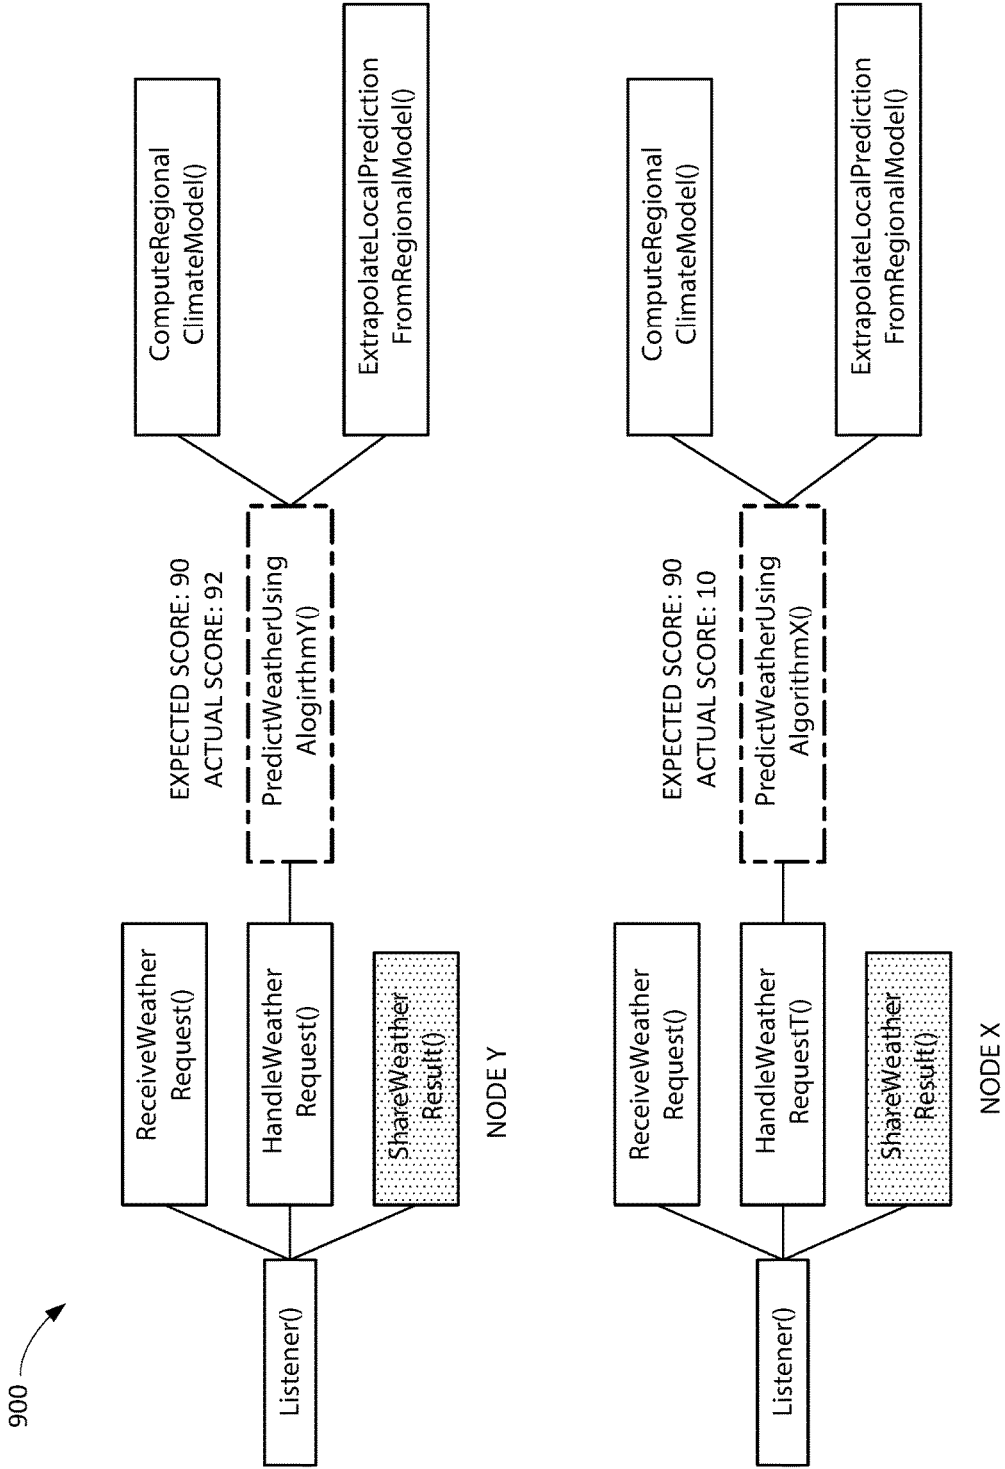 900
Listener()
ReceiveWeather
Request()
HandleWeather
Request()
ShareWeather
Result()
NODE Y
EXPECTED SCORE: 90
ACTUAL SCORE: 92
PredictWeatherUsing
AlogirthmY()
ComputeRegional
ClimateModel()
ExtrapolateLocalPrediction
FromRegionalModel()
Listener()
ReceiveWeather
Request()
HandleWeather
RequestT()
ShareWeather
Result()
NODE X
EXPECTED SCORE: 90
ACTUAL SCORE: 10
PredictWeatherUsing
AlgorithmX()
ComputeRegional
ClimateModel()
ExtrapolateLocalPrediction
FromRegionalModel()